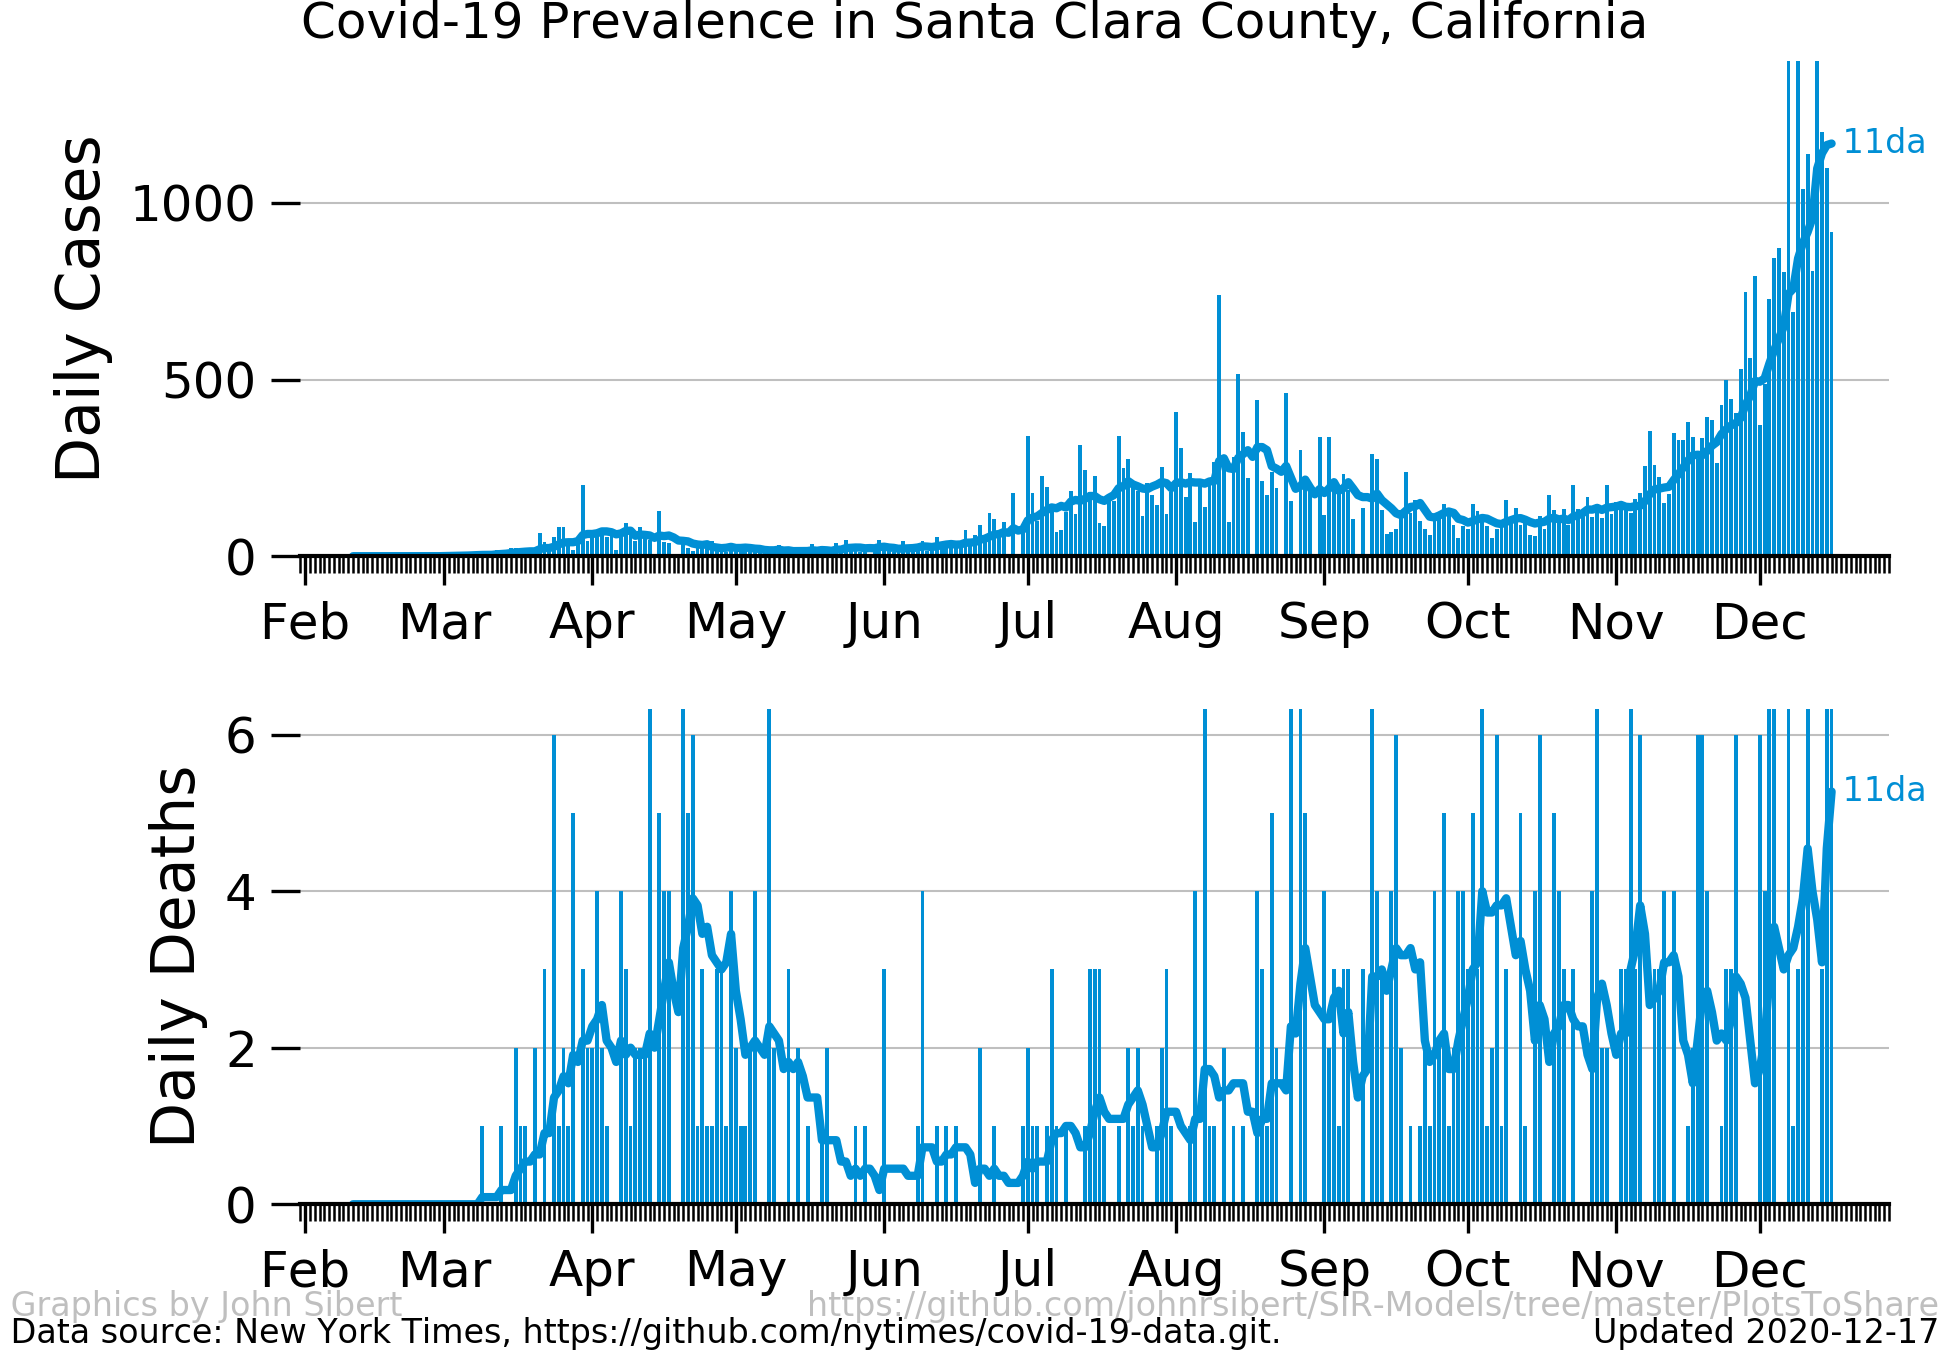 Covid-19 Prevalence in Santa Clara County, California
Daily Cases
1000
500
0
11da
Feb Mar Apr May Jun Jul Aug Sep Oct Nov Dec
Daily Deaths
6
4
2
0
11da
Feb Mar Apr May Jun Jul Aug Sep Oct Nov Dec
Graphics by John Sibert https://github.com/johnrsibert/SIR-Models/tree/master/PlotsToShare
Data source: New York Times, https://github.com/nytimes/covid-19-data.git. Updated 2020-12-17